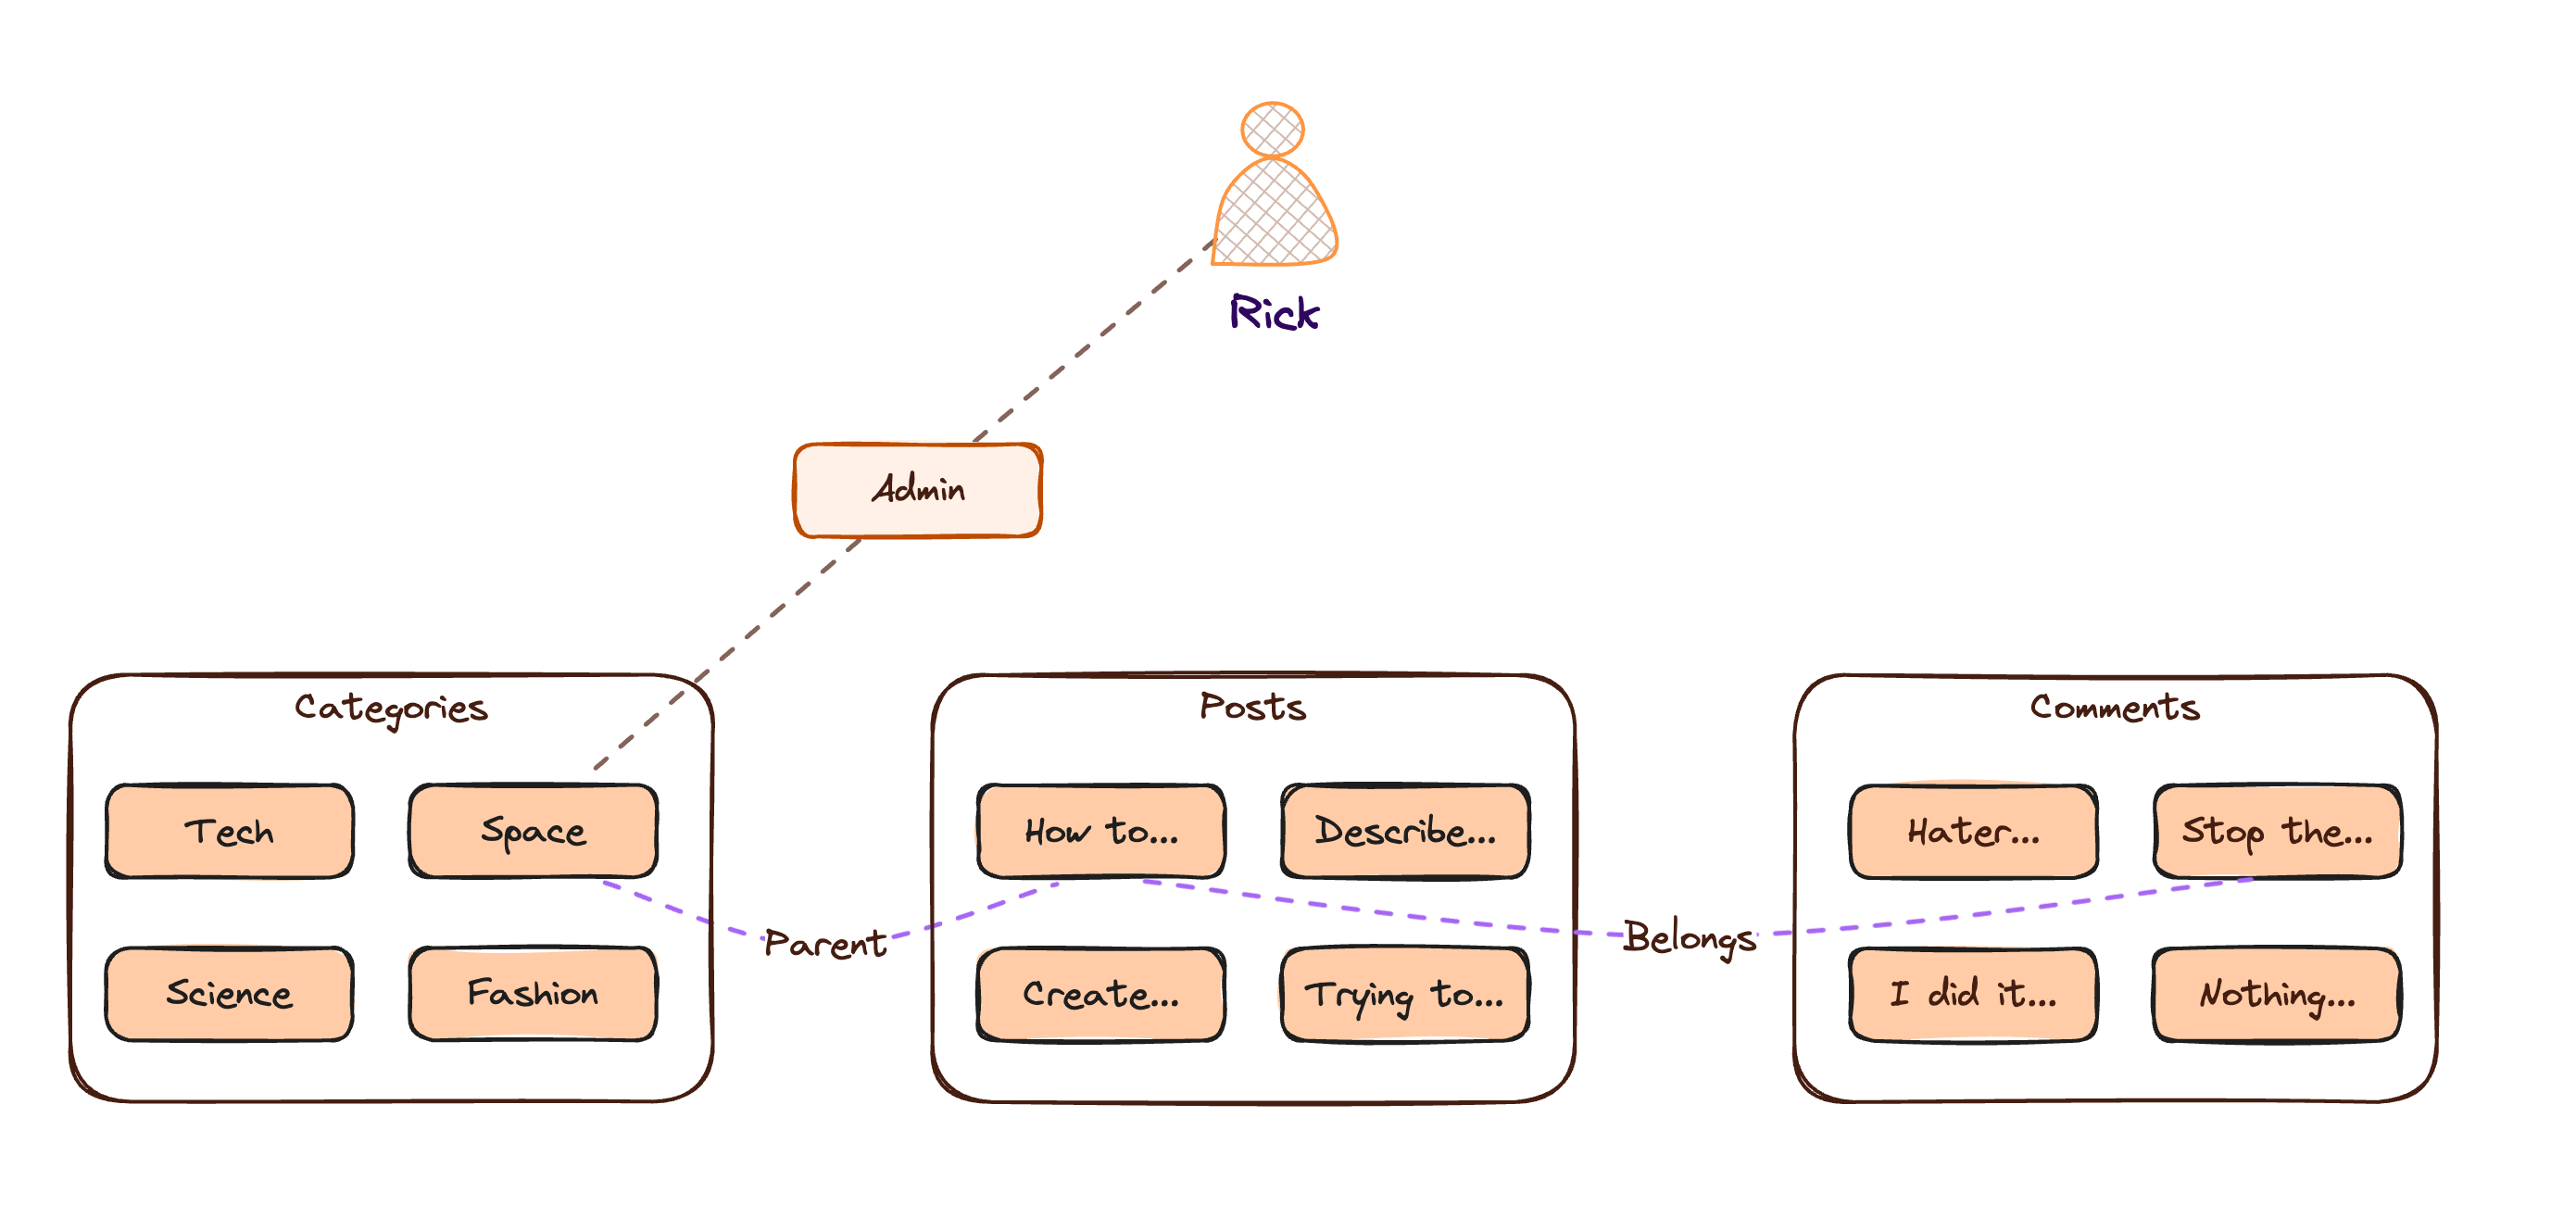 Rick
Admin
Categories
Tech
Space
Science
Fashion
Parent
Posts
How to...
Describe...
Create...
Trying to...
Belongs
Comments
Hater...
Stop the...
I did it...
Nothing...